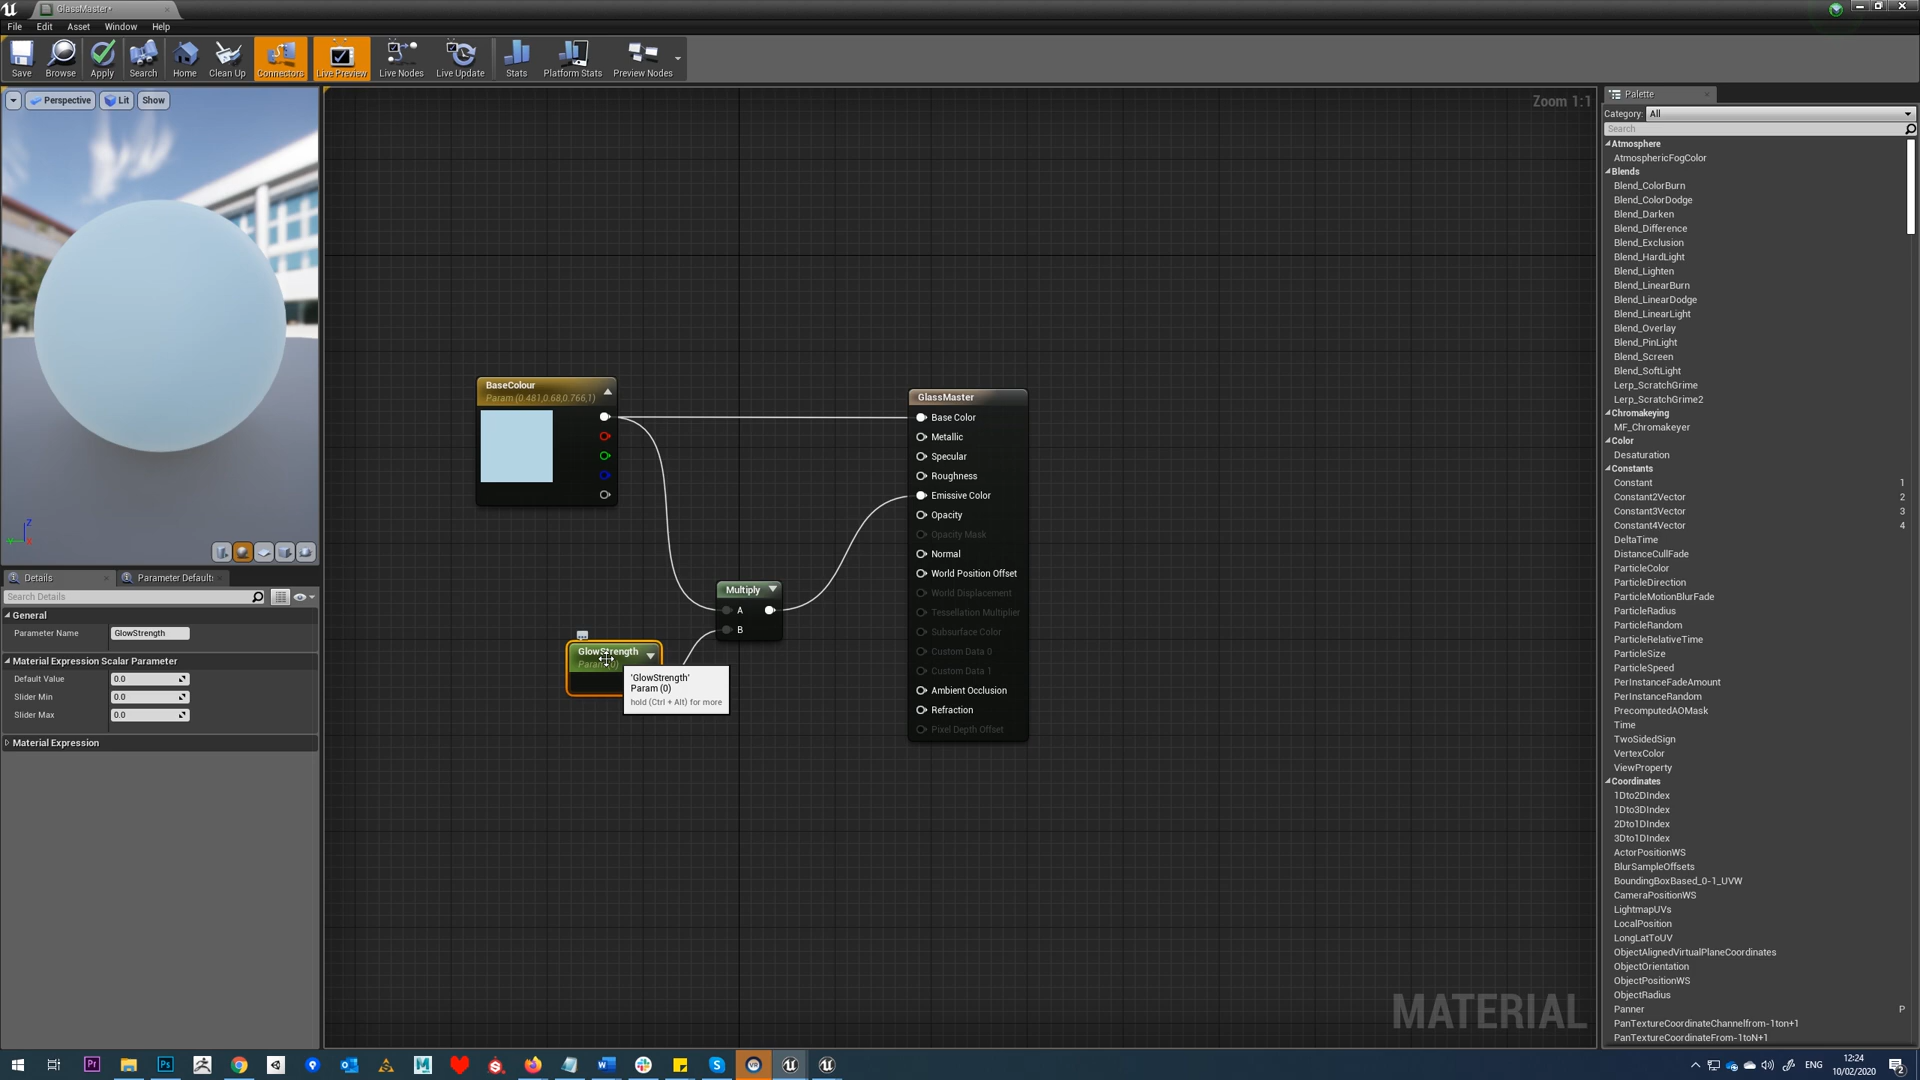 GlassMaster*
File Edit Asset Window Help
Save Browse Apply Search Home Clean Up Connectors Live Preview Live Nodes Live Update Stats Platform Stats Preview Nodes
Perspective Lit Show
Z
Y X
Details Parameter Default
Search Details
General
Parameter Name GlowStrength
Material Expression Scalar Parameter
Default Value 0.0
Slider Min 0.0
Slider Max 0.0
Material Expression
Zoom 1:1
BaseColour
Param (0.481,0.68,0.766,1)
Multiply
A
B
GlowStrength
Param (0)
'GlowStrength'
Param (0)
hold (Ctrl + Alt) for more
GlassMaster
Base Color
Metallic
Specular
Roughness
Emissive Color
Opacity
Opacity Mask
Normal
World Position Offset
World Displacement
Tessellation Multiplier
Subsurface Color
Custom Data 0
Custom Data 1
Ambient Occlusion
Refraction
Pixel Depth Offset
MATERIAL
Palette
Category: All
Search
Atmosphere
AtmosphericFogColor
Blends
Blend_ColorBurn
Blend_ColorDodge
Blend_Darken
Blend_Difference
Blend_Exclusion
Blend_HardLight
Blend_Lighten
Blend_LinearBurn
Blend_LinearDodge
Blend_LinearLight
Blend_Overlay
Blend_PinLight
Blend_Screen
Blend_SoftLight
Lerp_ScratchGrime
Lerp_ScratchGrime2
Chromakeying
MF_Chromakeyer
Color
Desaturation
Constants
Constant 1
Constant2Vector 2
Constant3Vector 3
Constant4Vector 4
DeltaTime
DistanceCullFade
ParticleColor
ParticleDirection
ParticleMotionBlurFade
ParticleRadius
ParticleRandom
ParticleRelativeTime
ParticleSize
ParticleSpeed
PerInstanceFadeAmount
PerInstanceRandom
PrecomputedAOMask
Time
TwoSidedSign
VertexColor
ViewProperty
Coordinates
1Dto2DIndex
1Dto3DIndex
2Dto1DIndex
3Dto1DIndex
ActorPositionWS
BlurSampleOffsets
BoundingBoxBased_0-1_UVW
CameraPositionWS
LightmapUVs
LocalPosition
LongLatToUV
ObjectAlignedVirtualPlaneCoordinates
ObjectOrientation
ObjectPositionWS
ObjectRadius
Panner P
PanTextureCoordinateChannelfrom-1ton+1
PanTextureCoordinateFrom-1toN+1
Pr Ps ENG 12:24
10/02/2020